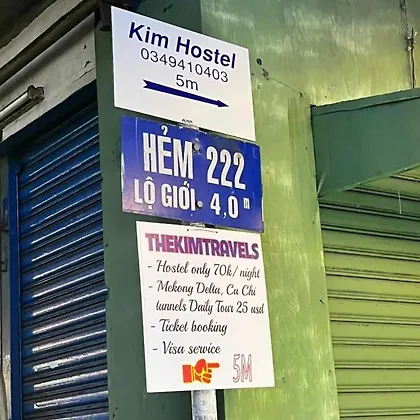 Kim Hostel
0349410403
5m
HẺM 222
LỘ GIỚI 4,0m
THEKIMTRAVELS
- Hostel only 70k/ night
- Mekong Delta, Cu Chi
tunnels Daily Tour 25 usd
- Ticket booking
- Visa service
5M